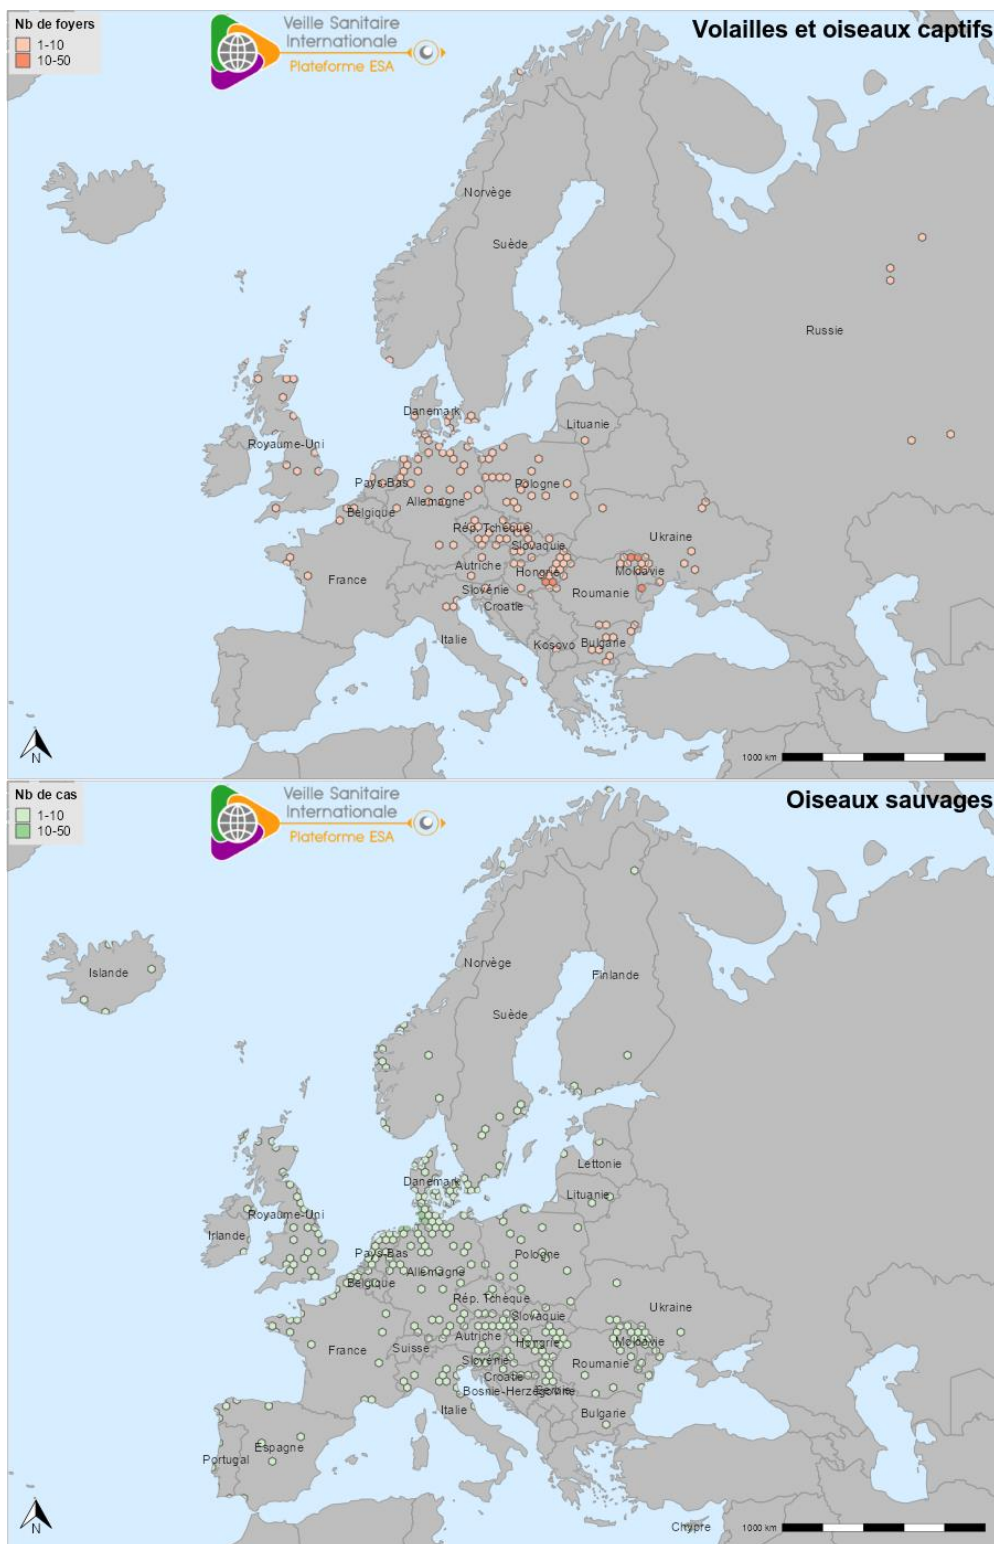 Nb de foyers
1-10
10-50
Veille Sanitaire
Internationale
Plateforme ESA
Volailles et oiseaux captifs
Norvège
Suède
Russie
Danemark
Lituanie
Royaume-Uni
Pays-Bas
Pologne
Allemagne
Belgique
Rép. Tchèque
Ukraine
Slovaquie
Autriche
Hongrie
Moldavie
France
Slovénie
Roumanie
Croatie
Italie
Kosovo
Bulgarie
N
1000 km
Nb de cas
1-10
10-50
Veille Sanitaire
Internationale
Plateforme ESA
Oiseaux sauvages
Norvège
Islande
Finlande
Suède
Lettonie
Danemark
Lituanie
Royaume-Uni
Irlande
Pays-Bas
Pologne
Allemagne
Belgique
Rép. Tchèque
Ukraine
Slovaquie
Autriche
Hongrie
Moldavie
France
Suisse
Slovénie
Roumanie
Croatie
Bosnie-Herzégovine
Italie
Bulgarie
Espagne
Portugal
Chypre
N
1000 km